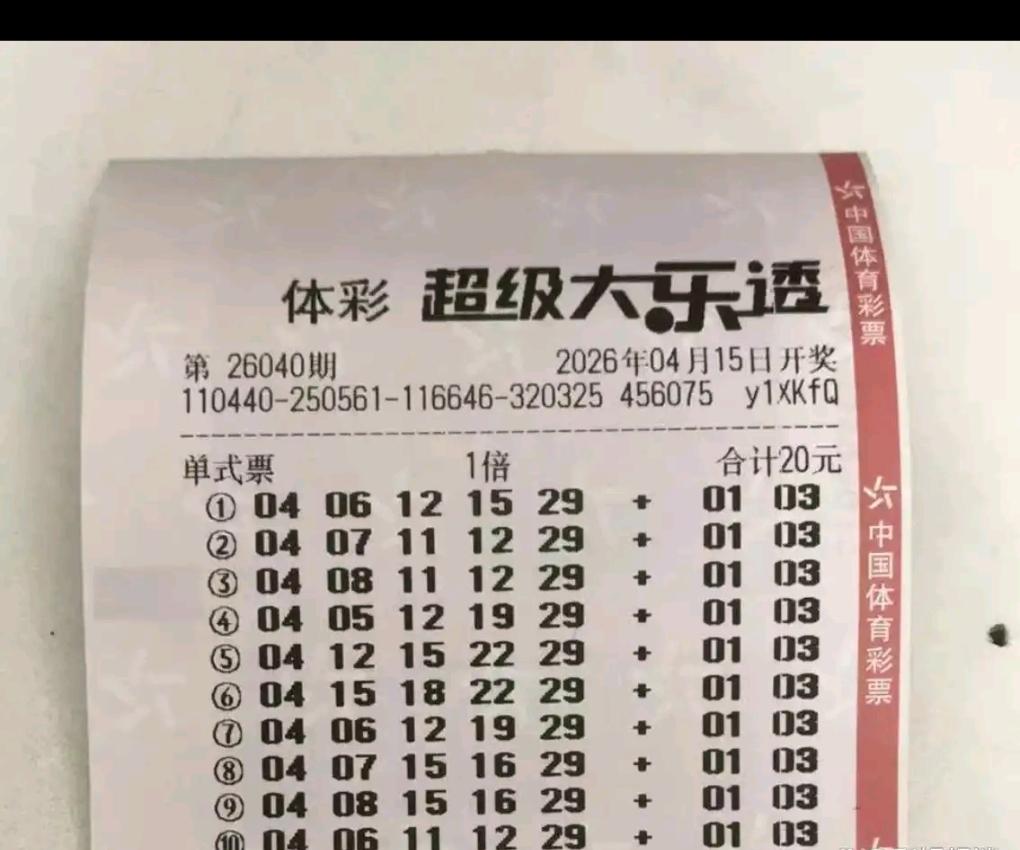 体彩 超级大乐透
第 26040期 2026年04月15日开奖
110440-250561-116646-320325 456075 y1XKfQ
单式票 1倍 合计20元
① 04 06 12 15 29 + 01 03
② 04 07 11 12 29 + 01 03
③ 04 08 11 12 29 + 01 03
④ 04 05 12 19 29 + 01 03
⑤ 04 12 15 22 29 + 01 03
⑥ 04 15 18 22 29 + 01 03
⑦ 04 06 12 19 29 + 01 03
⑧ 04 07 15 16 29 + 01 03
⑨ 04 08 15 16 29 + 01 03
⑩ 04 06 11 12 29 + 01 03
中国体育彩票
中国体育彩票